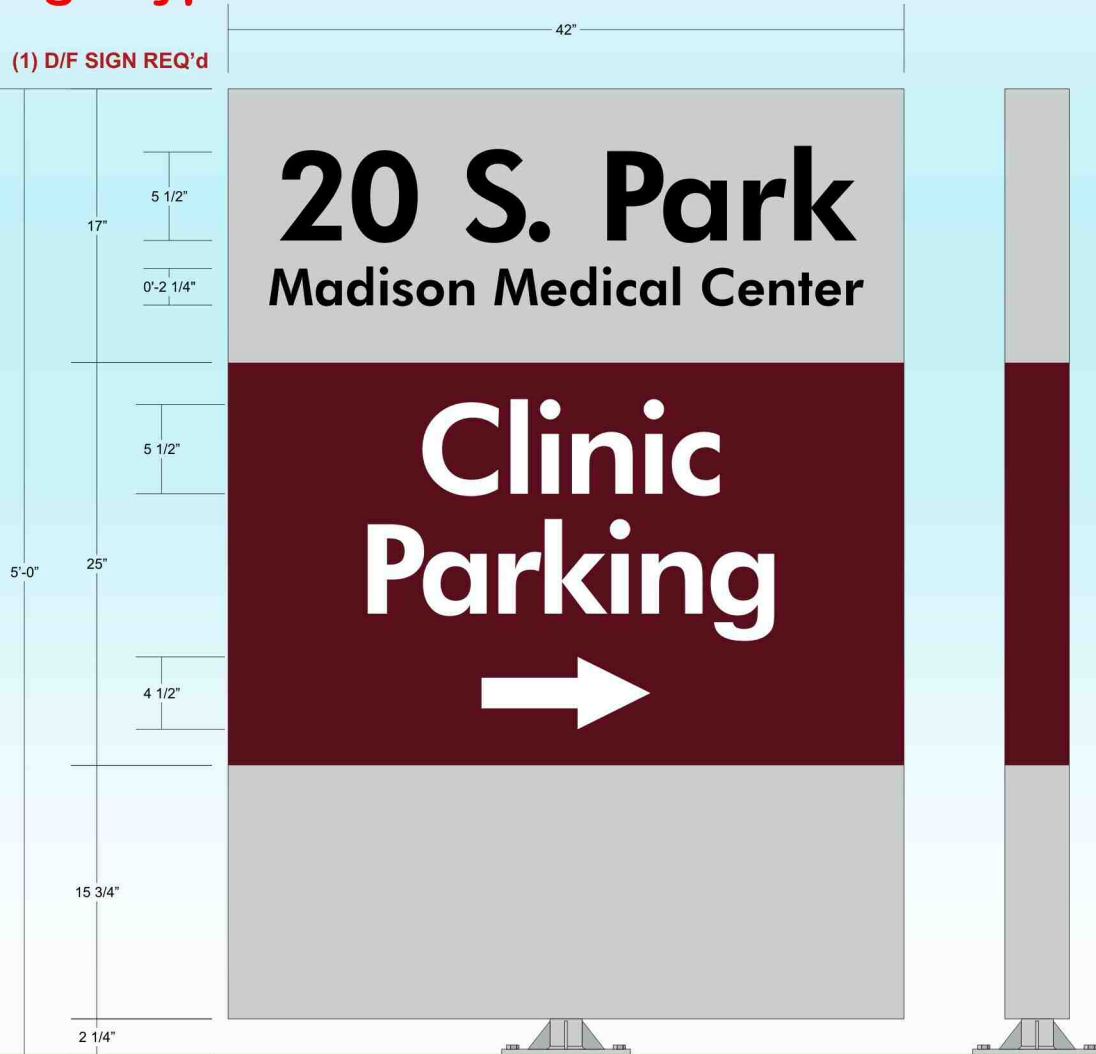 42”
(1) D/F SIGN REQ’d
20 S. Park
5 1/2”
17”
0'-2 1/4"
Madison Medical Center
Clinic
5 1/2”
Parking
5’-0”
25”
4 1/2”
15 3/4”
2 1/4”